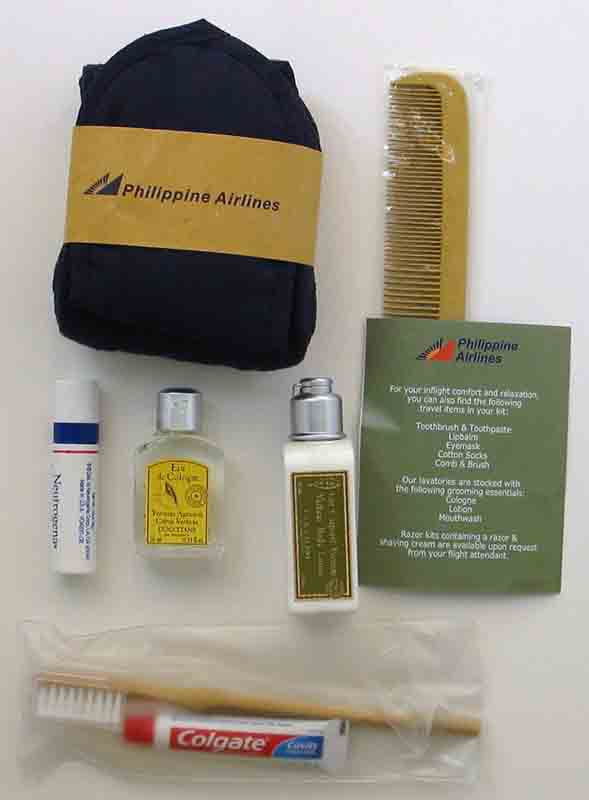 Philippine Airlines
Philippine
Airlines
For your inflight comfort and relaxation,
you can also find the following
travel items in your kit:
Toothbrush & Toothpaste
Lipbalm
Eyemask
Cotton Socks
Comb & Brush
Our lavatories are stocked with
the following grooming essentials:
Cologne
Lotion
Mouthwash
Razor kits containing a razor &
shaving cream are available upon request
from your flight attendant.
Neutrogena
Eau
de Cologne
L'OCCITANE
Colgate
Cavity